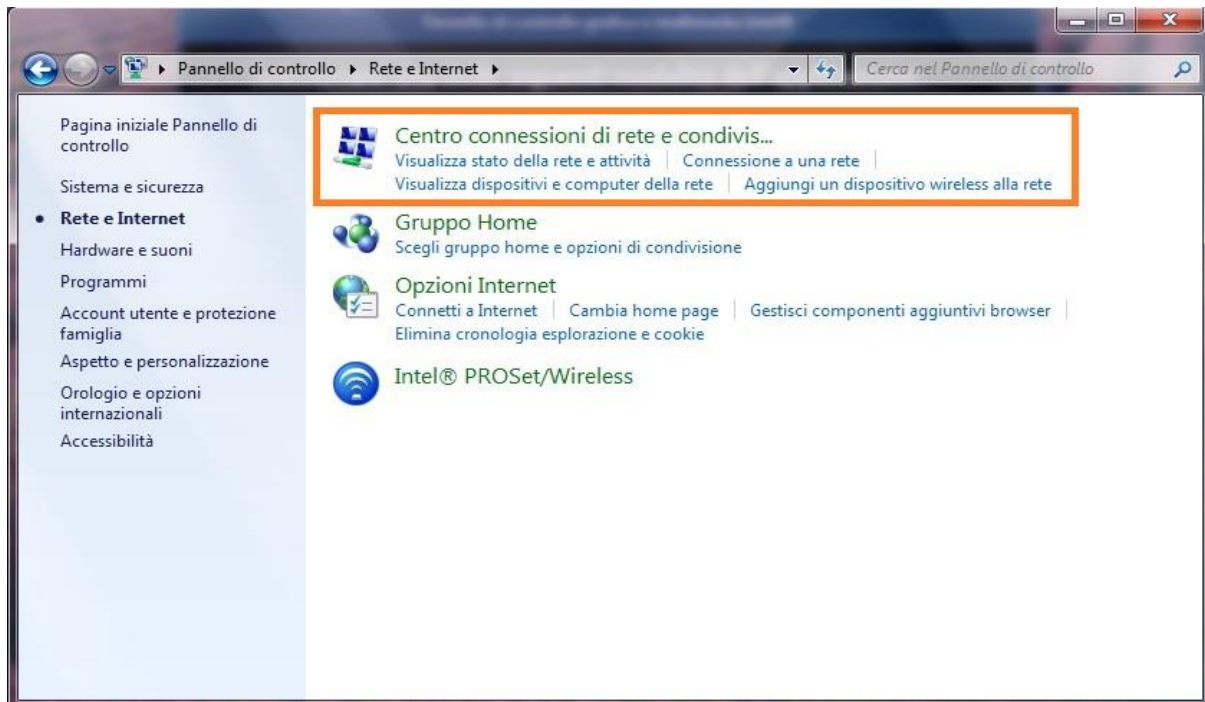 Pannello di controllo ▸ Rete e Internet ▸
Cerca nel Pannello di controllo
Pagina iniziale Pannello di
controllo
Sistema e sicurezza
Rete e Internet
Hardware e suoni
Programmi
Account utente e protezione
famiglia
Aspetto e personalizzazione
Orologio e opzioni
internazionali
Accessibilità
Centro connessioni di rete e condivis...
Visualizza stato della rete e attività | Connessione a una rete
Visualizza dispositivi e computer della rete | Aggiungi un dispositivo wireless alla rete
Gruppo Home
Scegli gruppo home e opzioni di condivisione
Opzioni Internet
Connetti a Internet | Cambia home page | Gestisci componenti aggiuntivi browser
Elimina cronologia esplorazione e cookie
Intel® PROSet/Wireless